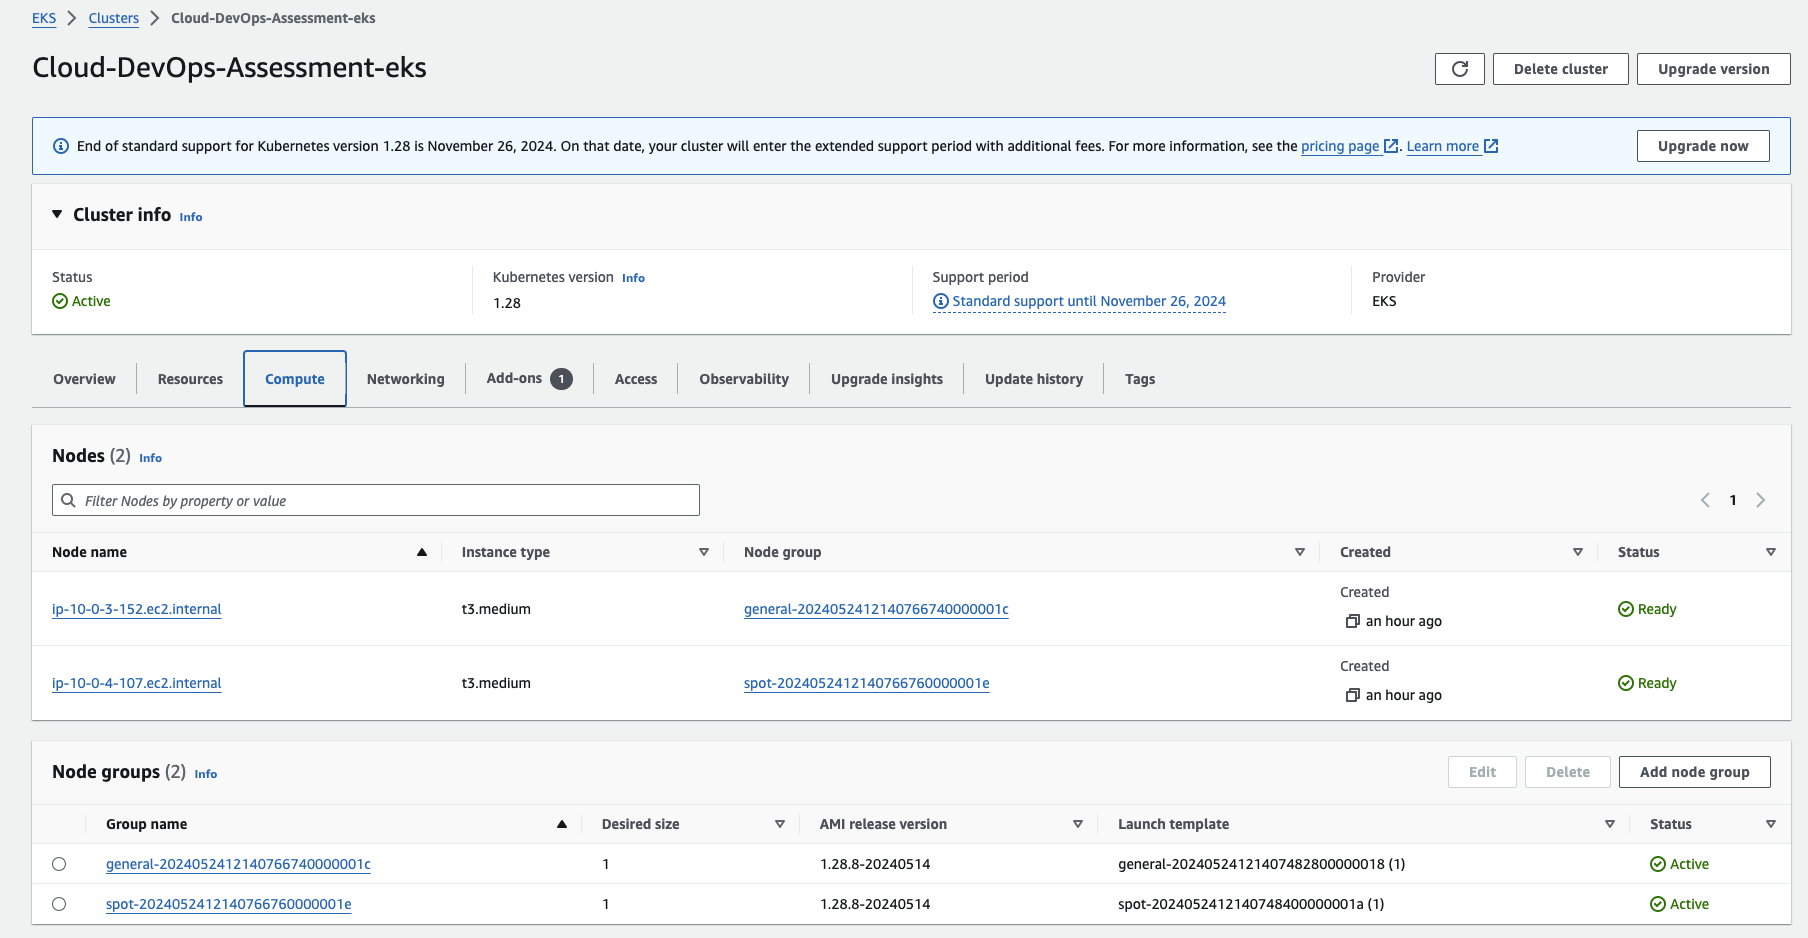 EKS > Clusters > Cloud-DevOps-Assessment-eks
Cloud-DevOps-Assessment-eks
Delete cluster
Upgrade version
End of standard support for Kubernetes version 1.28 is November 26, 2024. On that date, your cluster will enter the extended support period with additional fees. For more information, see the pricing page . Learn more
Upgrade now
Cluster info Info
Status
Active
Kubernetes version Info
1.28
Support period
Standard support until November 26, 2024
Provider
EKS
Overview Resources Compute Networking Add-ons 1 Access Observability Upgrade insights Update history Tags
Nodes (2) Info
Filter Nodes by property or value
1
Node name Instance type Node group Created Status
Created
ip-10-0-3-152.ec2.internal t3.medium general-20240524121407667400000​01c Ready
an hour ago
Created
ip-10-0-4-107.ec2.internal t3.medium spot-2024052412140766760000001e Ready
an hour ago
Node groups (2) Info
Edit Delete Add node group
Group name Desired size AMI release version Launch template Status
general-2024052412140766740000001c 1 1.28.8-20240514 general-20240524121407482800000018 (1) Active
spot-2024052412140766760000001e 1 1.28.8-20240514 spot-2024052412140748400000001a (1) Active